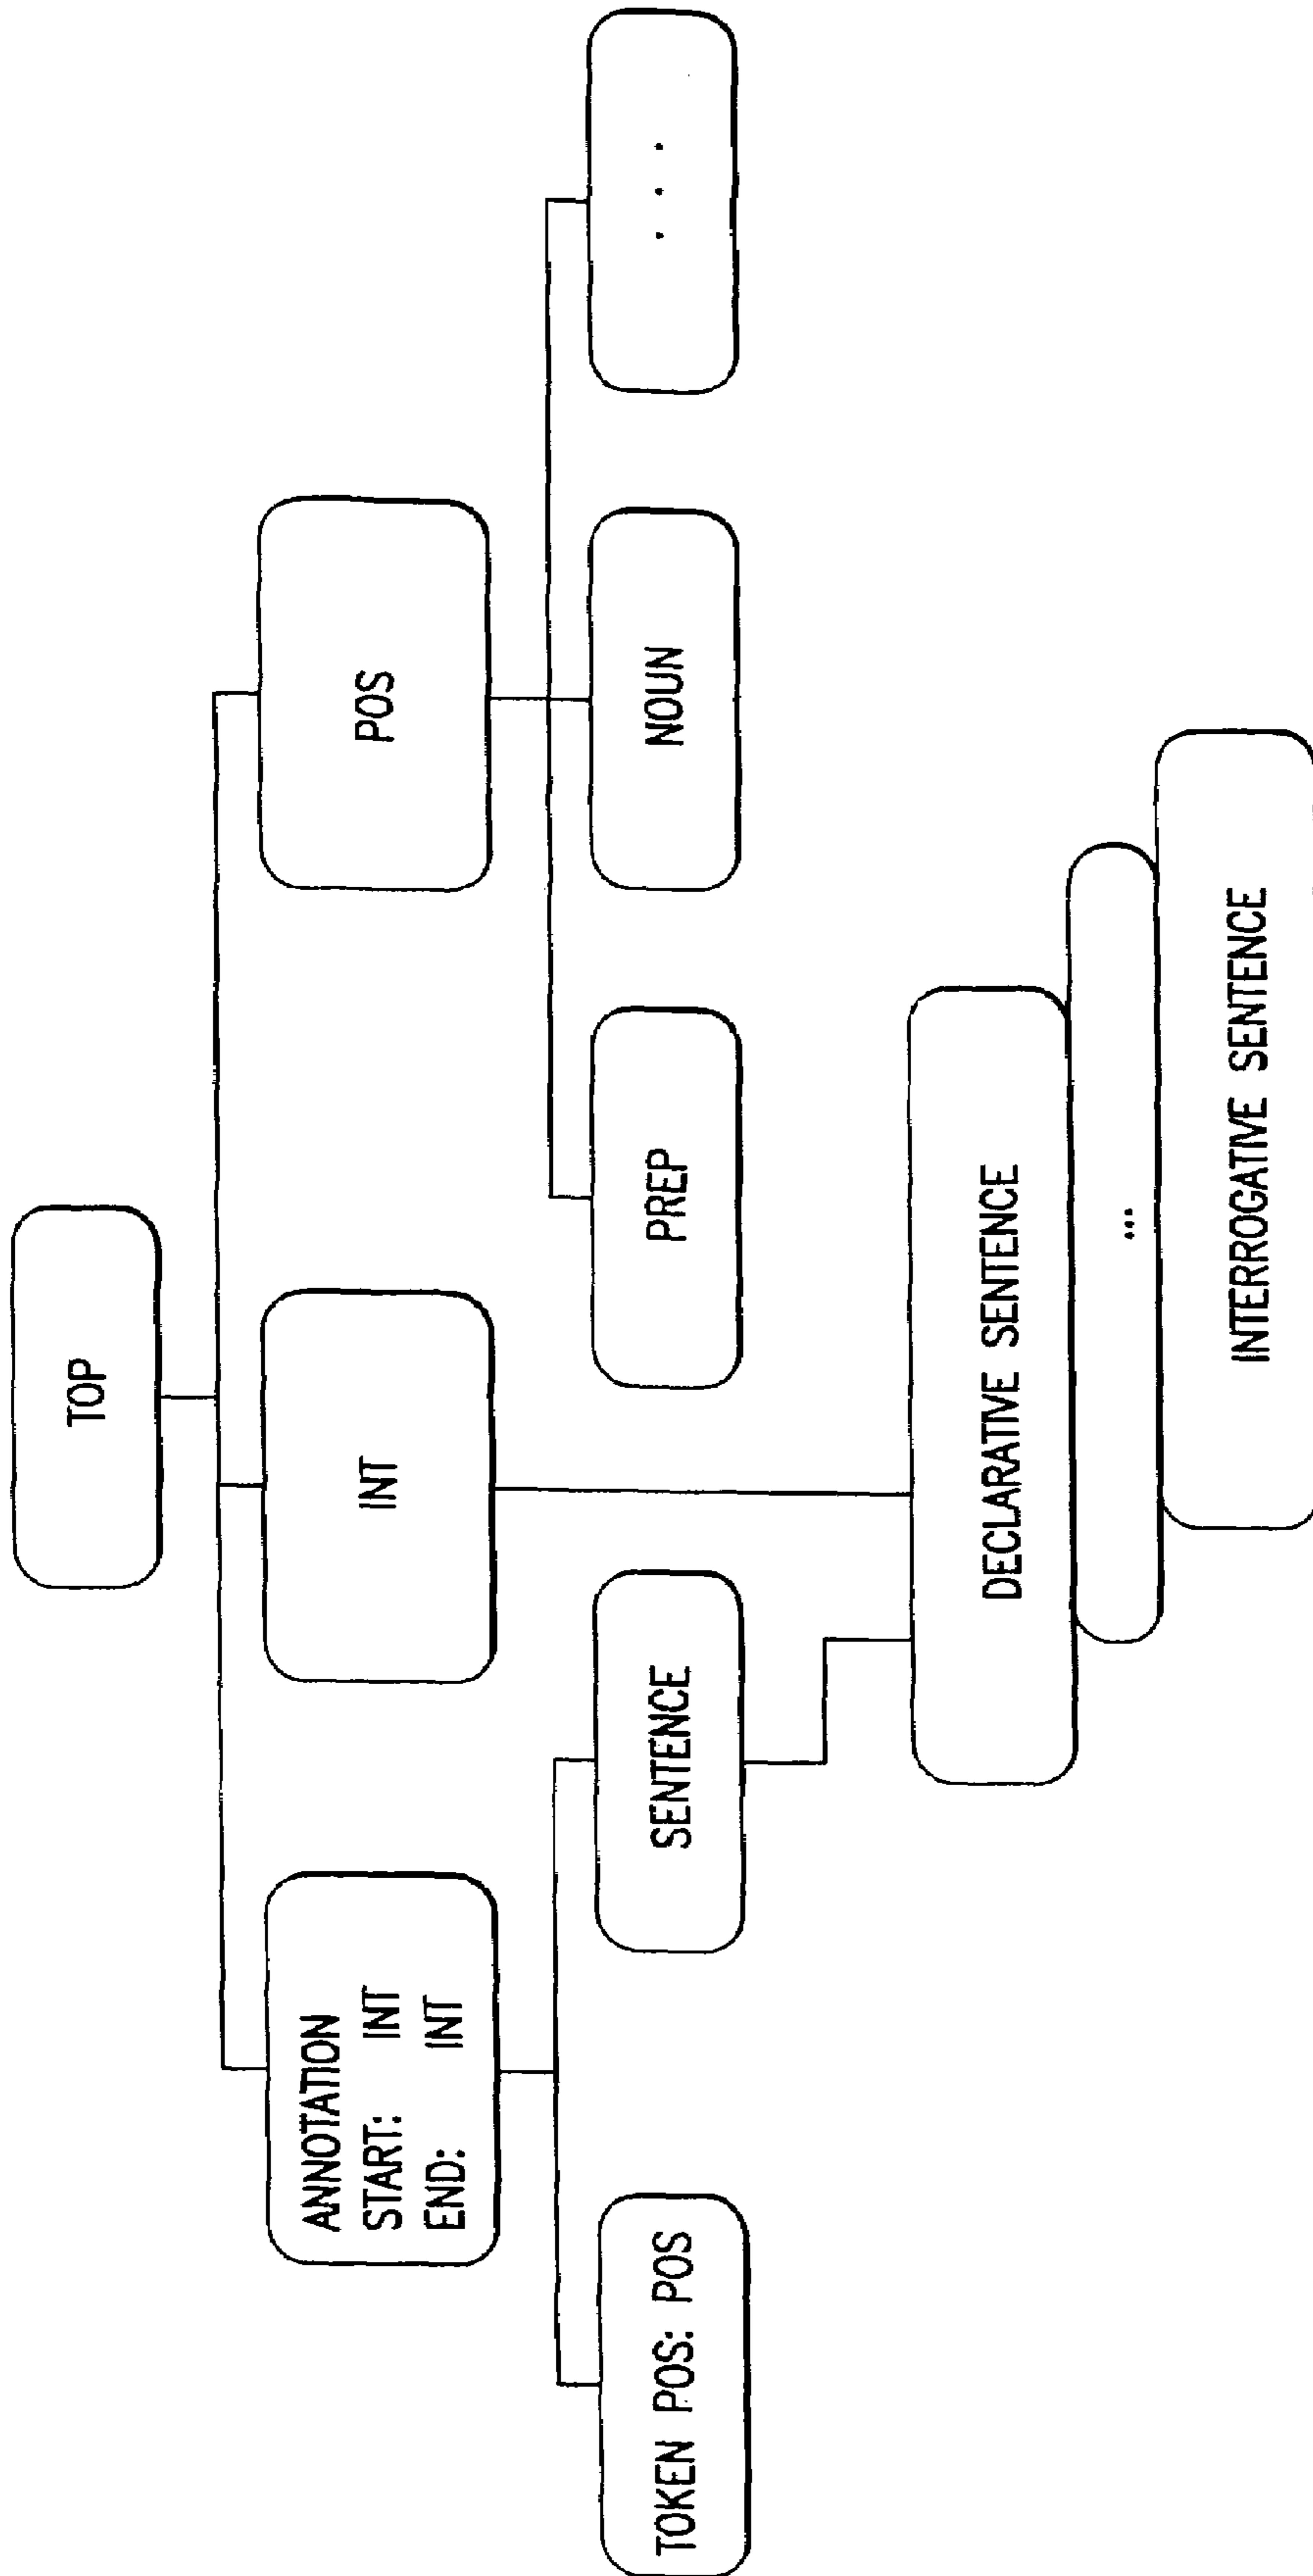 TOP
ANNOTATION
START: INT
END: INT
INT
POS
TOKEN POS: POS
SENTENCE
PREP
NOUN
. . .
DECLARATIVE SENTENCE
...
INTERROGATIVE SENTENCE